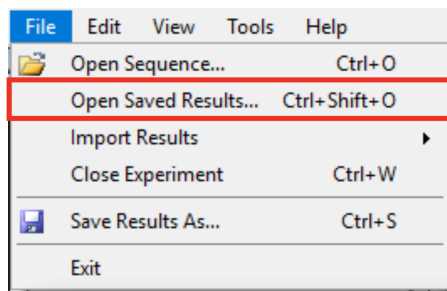 File Edit View Tools Help
Open Sequence... Ctrl+O
Open Saved Results... Ctrl+Shift+O
Import Results
Close Experiment Ctrl+W
Save Results As... Ctrl+S
Exit